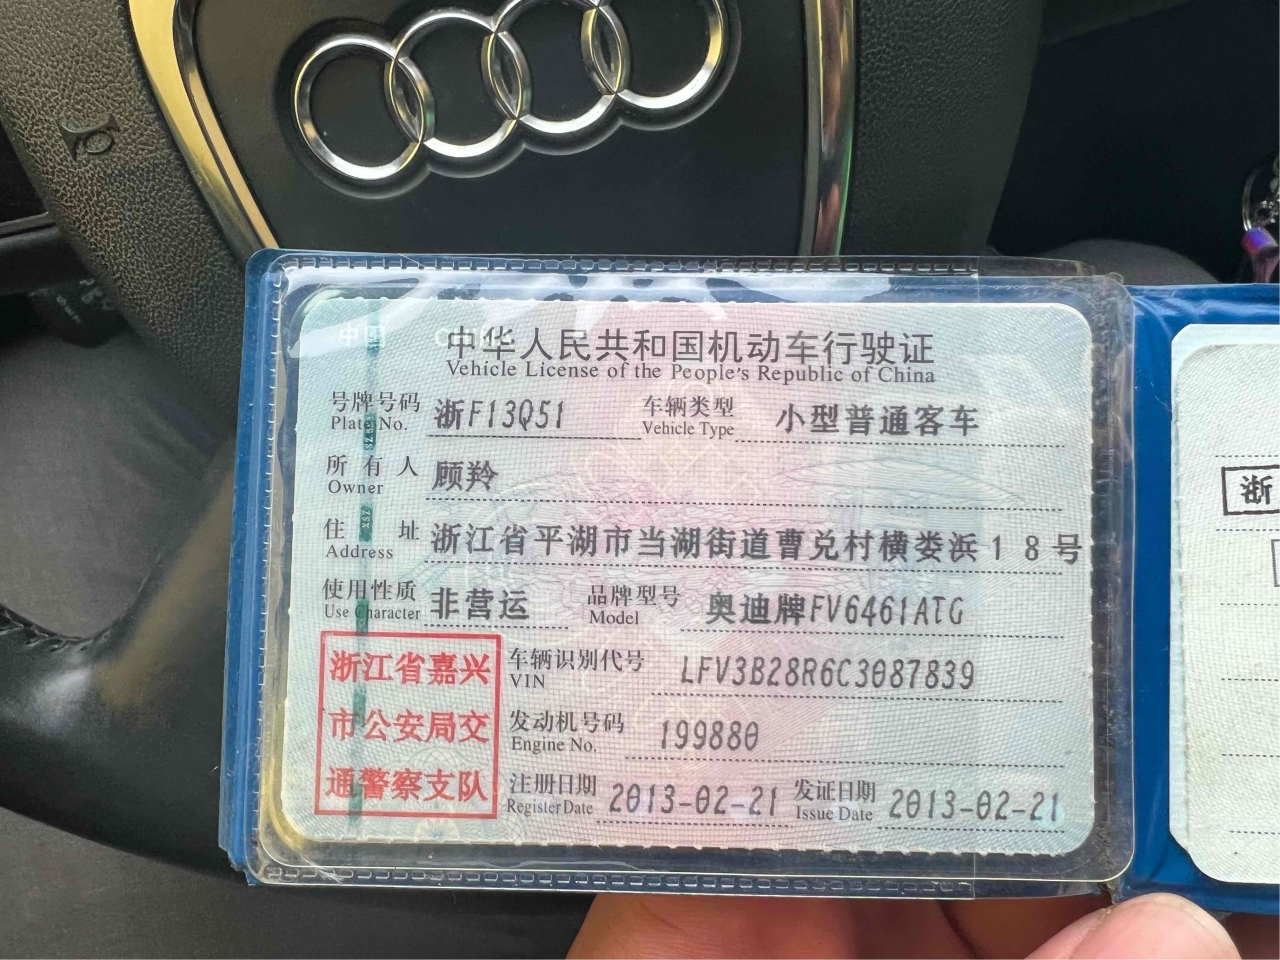 中国 CHINA
中华人民共和国机动车行驶证
Vehicle License of the People's Republic of China
号牌号码 浙F13Q51 车辆类型 小型普通客车
Plate No. Vehicle Type
所有人 顾羚
Owner
住址 浙江省平湖市当湖街道曹兑村横娄浜18号
Address
使用性质 非营运 品牌型号 奥迪牌FV6461ATG
Use Character Model
浙江省嘉兴
市公安局交
通警察支队
车辆识别代号 LFV3B28R6C3087839
VIN
发动机号码 199880
Engine No.
注册日期 2013-02-21 发证日期 2013-02-21
Register Date Issue Date
浙